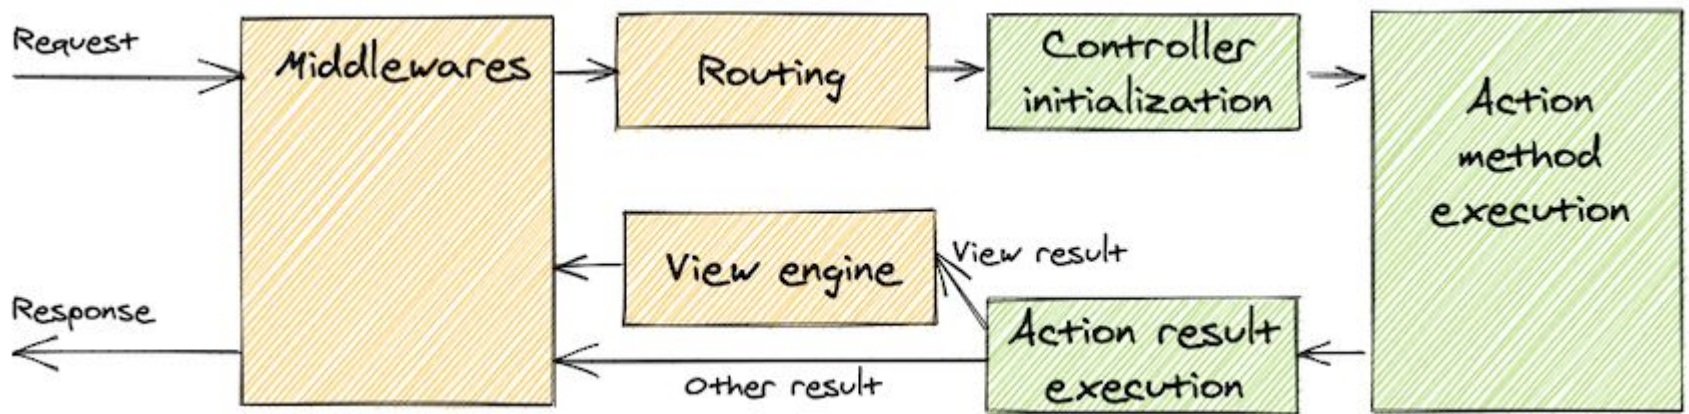 Request
Middlewares
Routing
Controller
initialization
Action
method
execution
View engine
View result
Response
Action result
execution
Other result